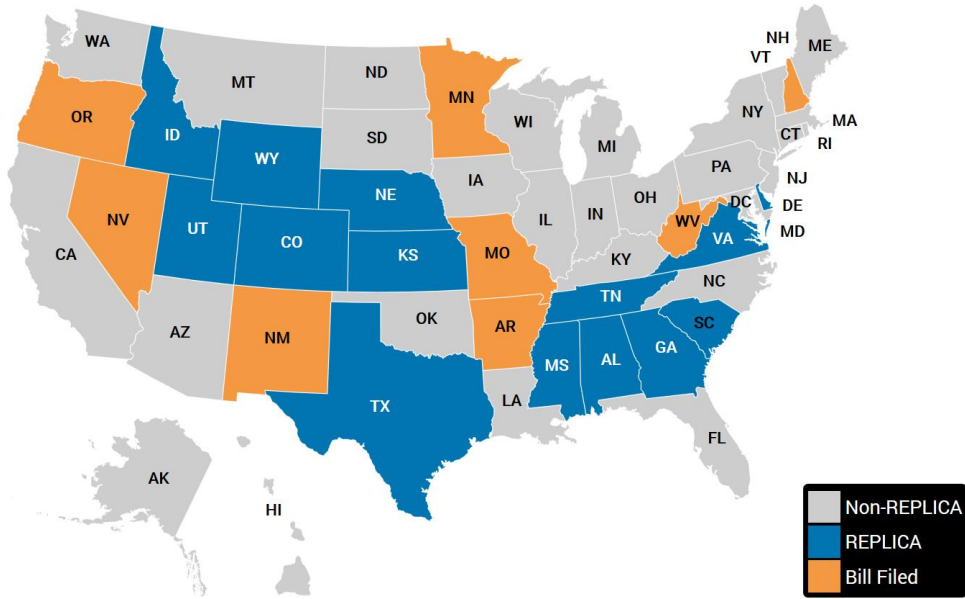 WA
MT
ND
MN
NH
VT
ME
OR
ID
WY
SD
WI
MI
NY
MA
CT
RI
NV
UT
CO
NE
IA
IL
IN
OH
PA
NJ
DC
DE
MD
CA
KS
MO
KY
WV
VA
AZ
NM
OK
AR
TN
NC
SC
TX
LA
MS
AL
GA
FL
AK
HI
Non-REPLICA
REPLICA
Bill Filed